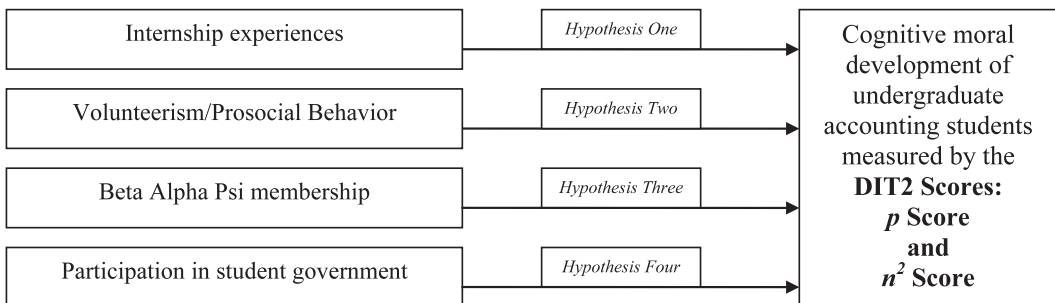 Internship experiences
Hypothesis One
Volunteerism/Prosocial Behavior
Hypothesis Two
Beta Alpha Psi membership
Hypothesis Three
Participation in student government
Hypothesis Four
Cognitive moral
development of
undergraduate
accounting students
measured by the
DIT2 Scores:
p Score
and
n² Score